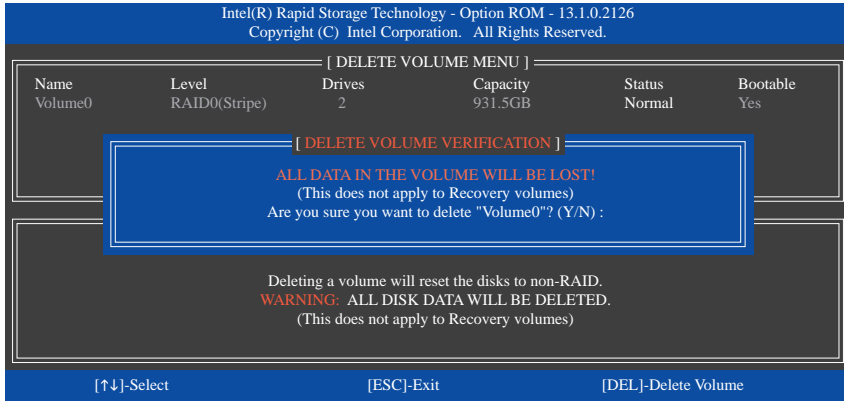 Intel(R) Rapid Storage Technology - Option ROM - 13.1.0.2126
Copyright (C) Intel Corporation. All Rights Reserved.
[ DELETE VOLUME MENU ]
Name Level Drives Capacity Status Bootable
Volume0 RAID0(Stripe) 2 931.5GB Normal Yes
[ DELETE VOLUME VERIFICATION ]
ALL DATA IN THE VOLUME WILL BE LOST!
(This does not apply to Recovery volumes)
Are you sure you want to delete "Volume0"? (Y/N) :
Deleting a volume will reset the disks to non-RAID.
WARNING: ALL DISK DATA WILL BE DELETED.
(This does not apply to Recovery volumes)
[↑↓]-Select [ESC]-Exit [DEL]-Delete Volume